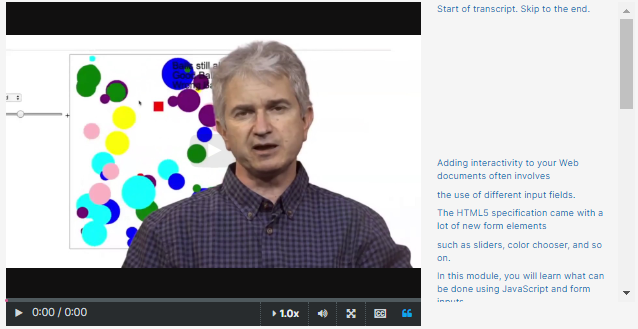 Start of transcript. Skip to the end.
Adding interactivity to your Web
documents often involves
the use of different input fields.
The HTML5 specification came with a
lot of new form elements
such as sliders, color chooser, and so
on.
In this module, you will learn what can
be done using JavaScript and form
0:00 / 0:00
1.0x
CC